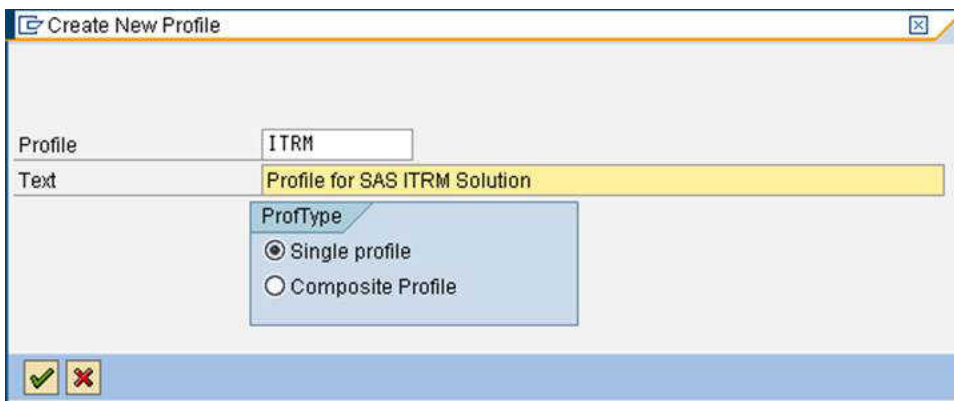 Create New Profile
Profile ITRM
Text Profile for SAS ITRM Solution
ProfType
Single profile
Composite Profile